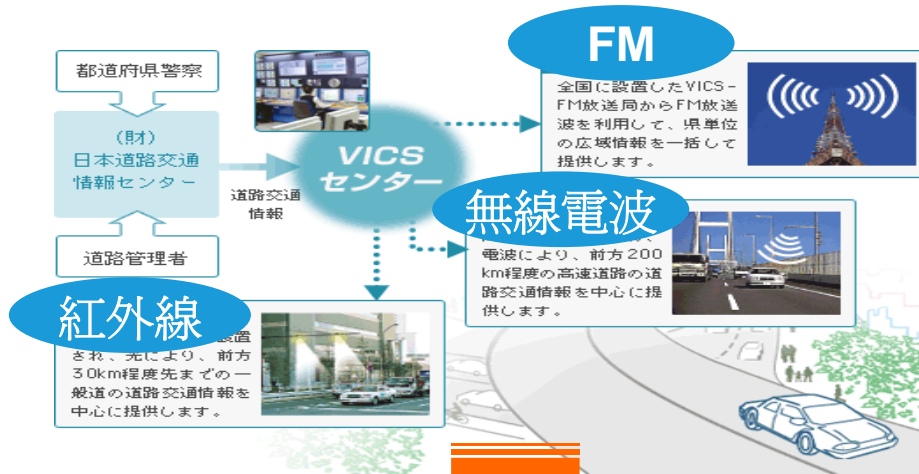 都道府県警察
(財)
日本道路交通
情報センター
道路管理者
道路交通
情報
VICS
センター
FM
全国に設置したVICS-
FM放送局からFM放送
波を利用して、県単位
の広域情報を一括して
提供します。
無線電波
電波により、前方200
km程度の高速道路の道
路交通情報を中心に提
供します。
紅外線
設置
され、光により、前方
30km程度先までの一
般道の道路交通情報を
中心に提供します。